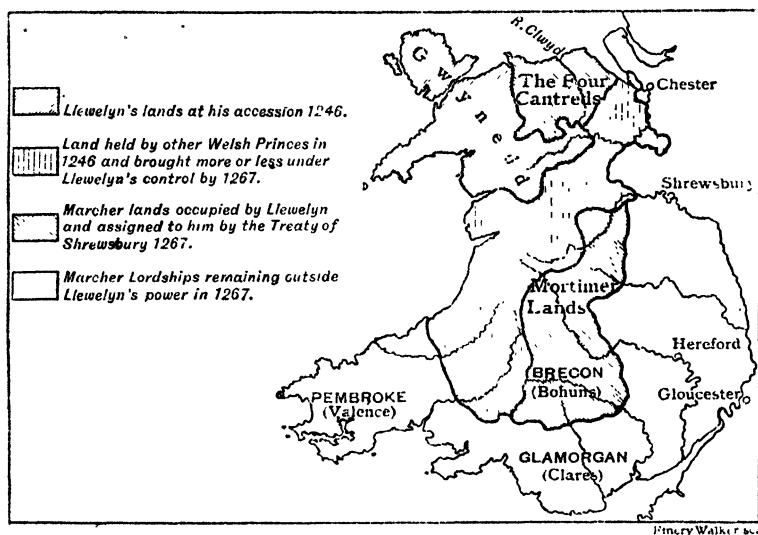 Llewelyn's lands at his accession 1246.
Land held by other Welsh Princes in
1246 and brought more or less under
Llewelyn's control by 1267.
Marcher lands occupied by Llewelyn
and assigned to him by the Treaty of
Shrewsbury 1267.
Marcher Lordships remaining outside
Llewelyn's power in 1267.
Gwynedd
R. Clwyd
The Four
Cantreds
Chester
Shrewsbury
Mortimer
Lands
Hereford
BRECON
(Bohuns)
Gloucester
PEMBROKE
(Valence)
GLAMORGAN
(Clares)
Emery Walker sc.